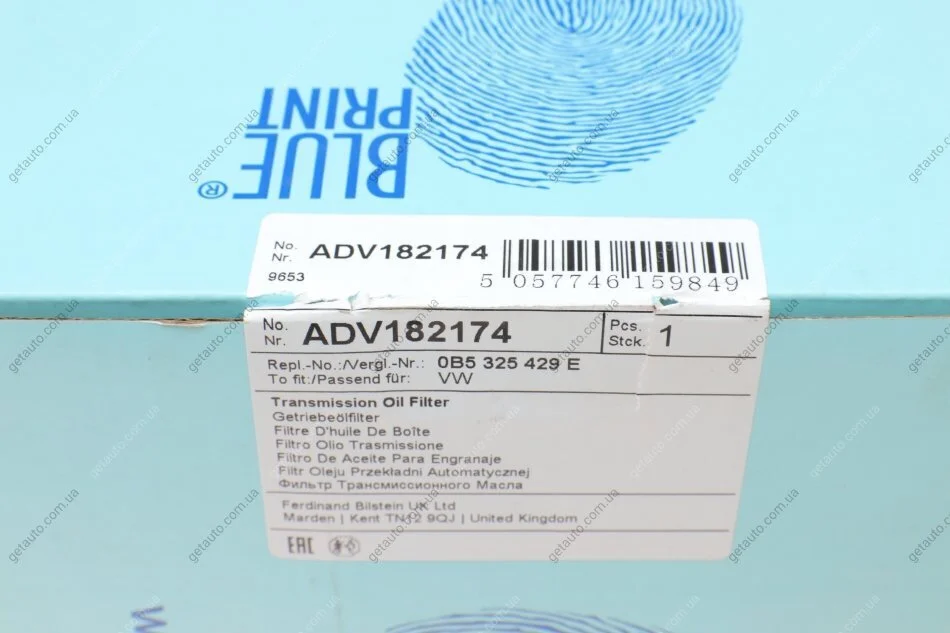 BLUE
PRINT
®
No.
Nr.
ADV182174
9653
5 057746 159849
No.
Nr.
ADV182174
Pcs.
Stck.
1
Repl.-No.:/Vergl.-Nr.: 0B5 325 429 E
To fit:/Passend für: VW
Transmission Oil Filter
Getriebeölfilter
Filtre D'huile De Boîte
Filtro Olio Trasmissione
Filtro De Aceite Para Engranaje
Filtr Oleju Przekładni Automatycznej
Фильтр Трансмиссионного Масла
Ferdinand Bilstein UK Ltd
Marden | Kent TN12 9QJ | United Kingdom
EAC
getauto.com.ua